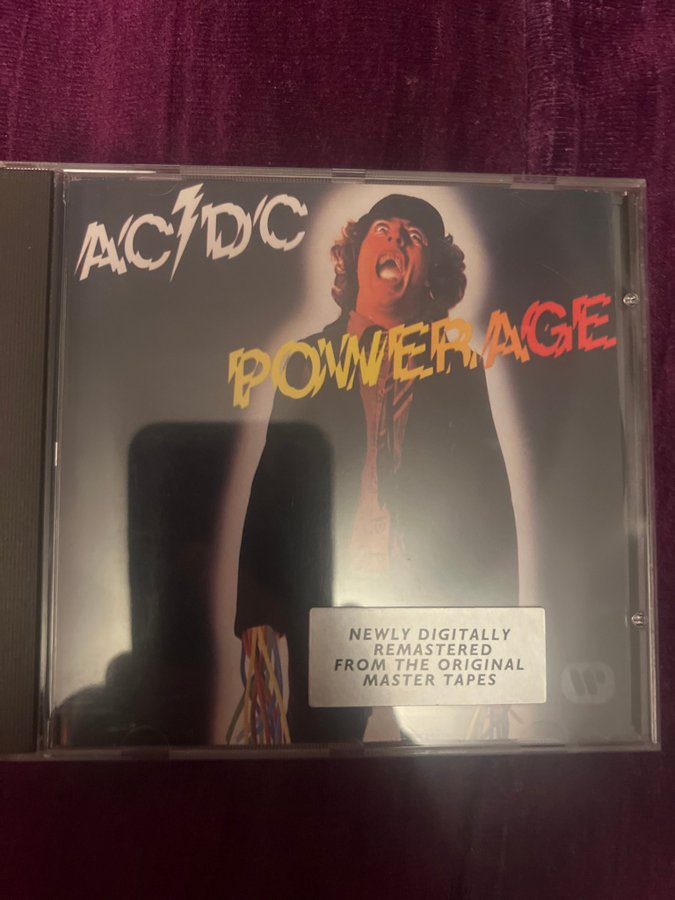 AC⚡DC
POWERAGE
NEWLY DIGITALLY
REMASTERED
FROM THE ORIGINAL
MASTER TAPES